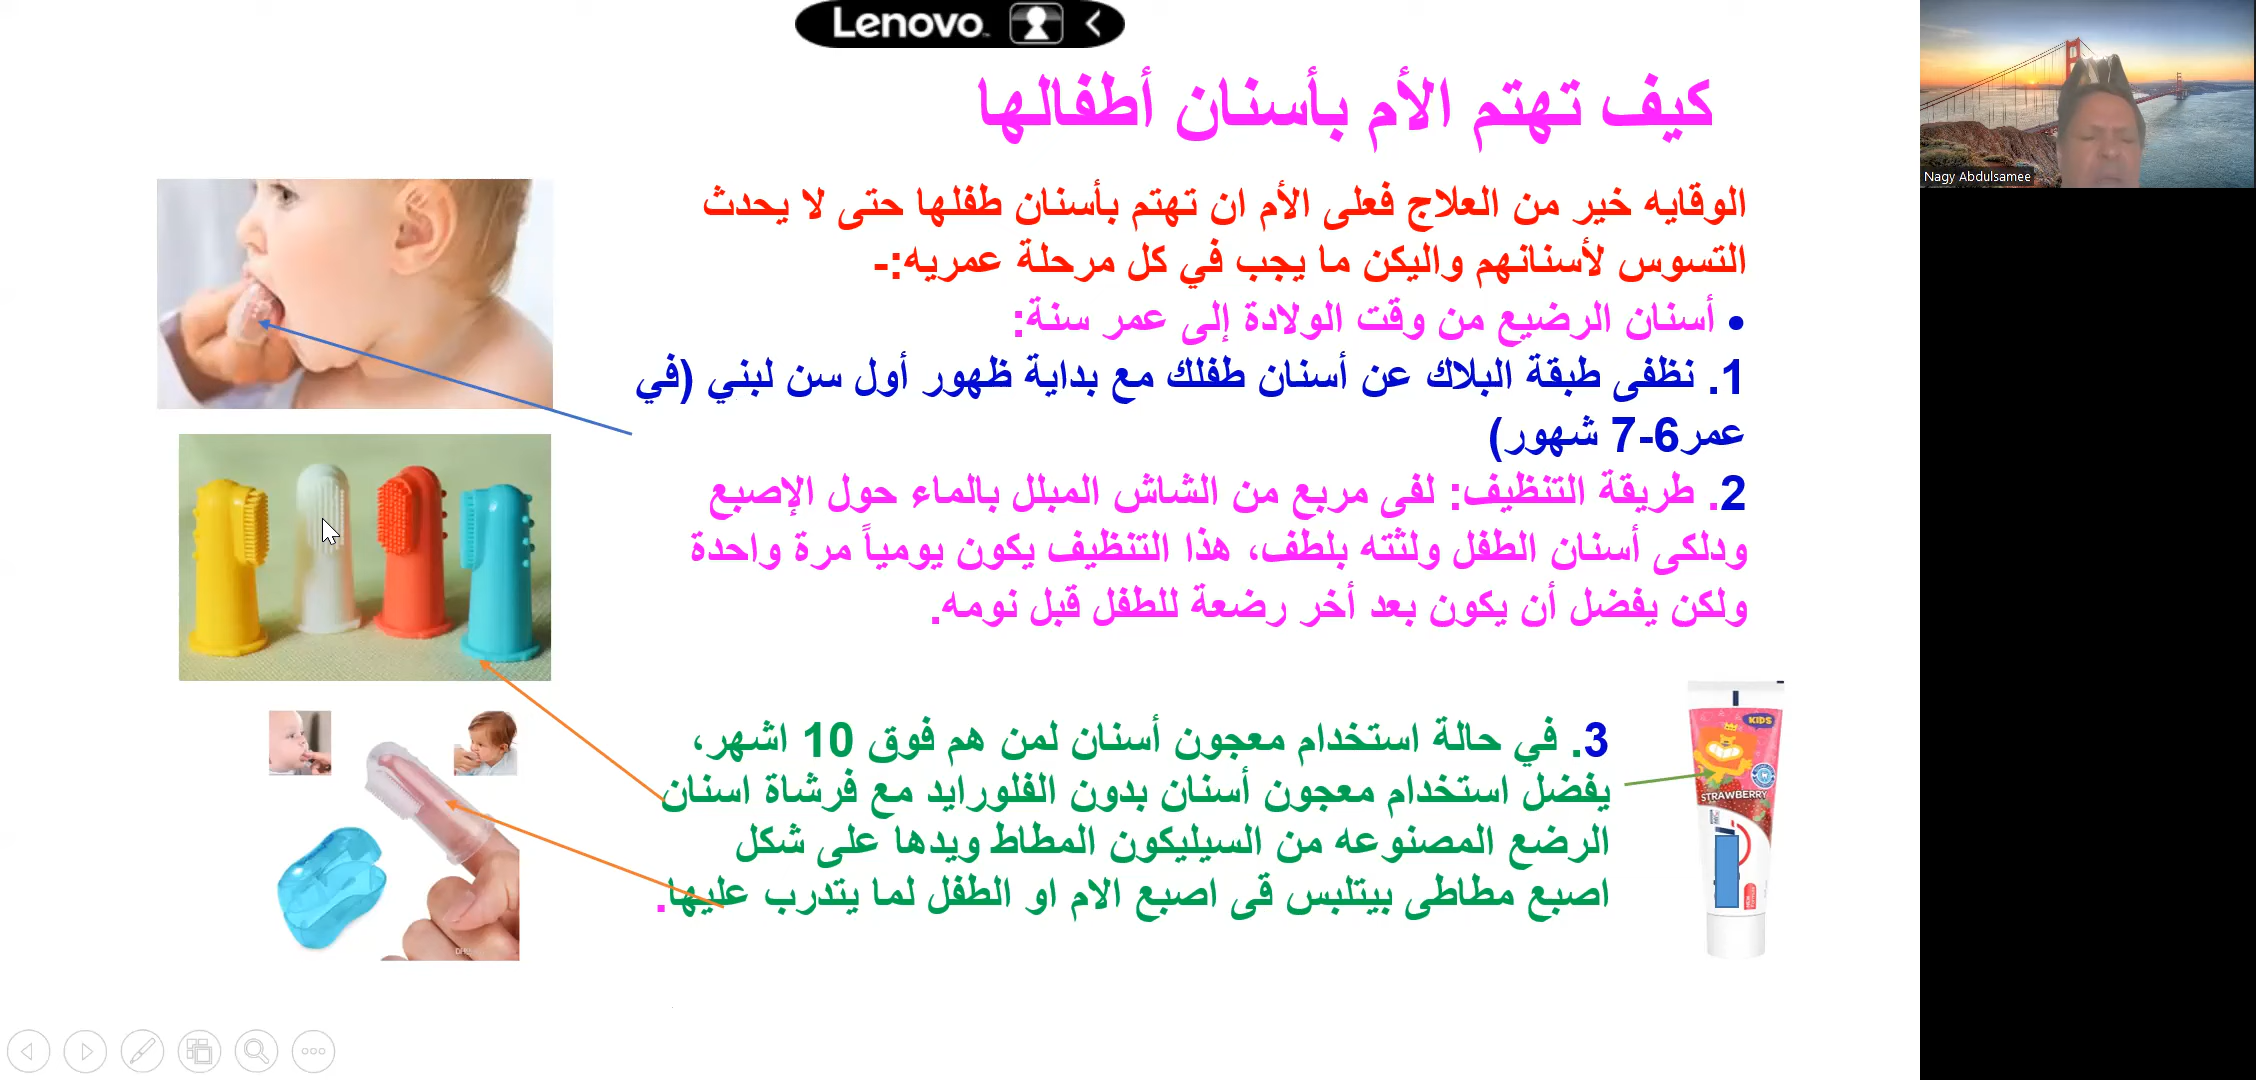 Lenovo
كيف تهتم الأم بأسنان أطفالها
Nagy Abdulsamee
الوقايه خير من العلاج فعلى الأم ان تهتم بأسنان طفلها حتى لا يحدث
التسوس لأسنانهم واليكن ما يجب في كل مرحلة عمريه:-
• أسنان الرضيع من وقت الولادة إلى عمر سنة:
1. نظفى طبقة البلاك عن أسنان طفلك مع بداية ظهور أول سن لبني (في
عمر6-7 شهور)
2. طريقة التنظيف: لفى مربع من الشاش المبلل بالماء حول الإصبع
ودلكى أسنان الطفل ولثته بلطف، هذا التنظيف يكون يومياً مرة واحدة
ولكن يفضل أن يكون بعد أخر رضعة للطفل قبل نومه.
3. في حالة استخدام معجون أسنان لمن هم فوق 10 اشهر،
يفضل استخدام معجون أسنان بدون الفلورايد مع فرشاة اسنان
الرضع المصنوعه من السيليكون المطاط ويدها على شكل
اصبع مطاطى بيتلبس قى اصبع الام او الطفل لما يتدرب عليها.
KIDS
STRAWBERRY